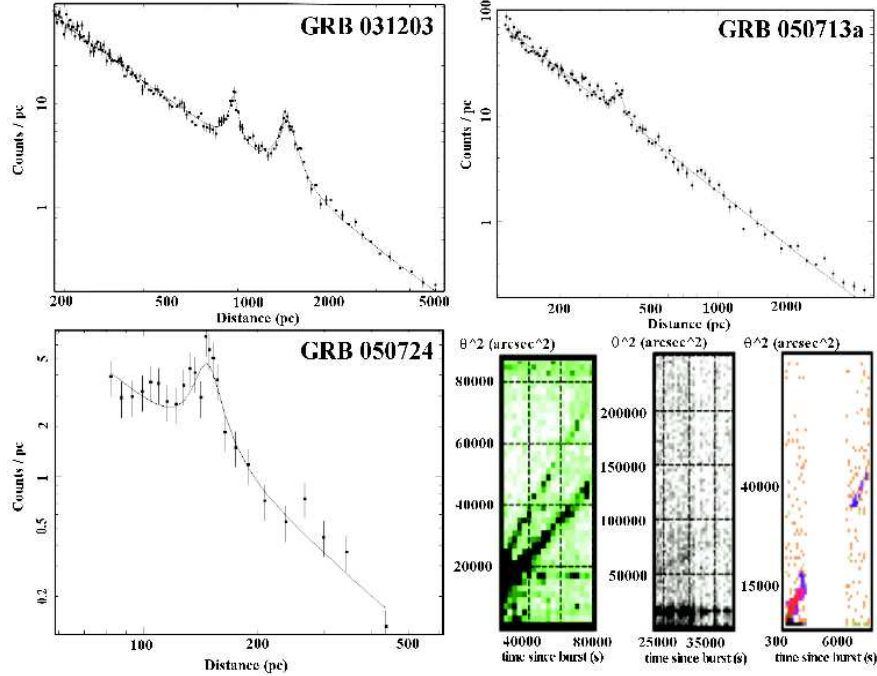 GRB 031203
Counts / pc
10
1
200
500
1000
2000
5000
Distance (pc)
GRB 050713a
Counts / pc
100
10
1
200
500
1000
2000
Distance (pc)
GRB 050724
Counts / pc
5
2
1
0.5
0.2
100
200
500
Distance (pc)
θ^2 (arcsec^2)
80000
60000
40000
20000
40000
80000
time since burst (s)
θ^2 (arcsec^2)
200000
150000
100000
50000
25000
35000
time since burst (s)
θ^2 (arcsec^2)
40000
15000
300
6000
time since burst (s)